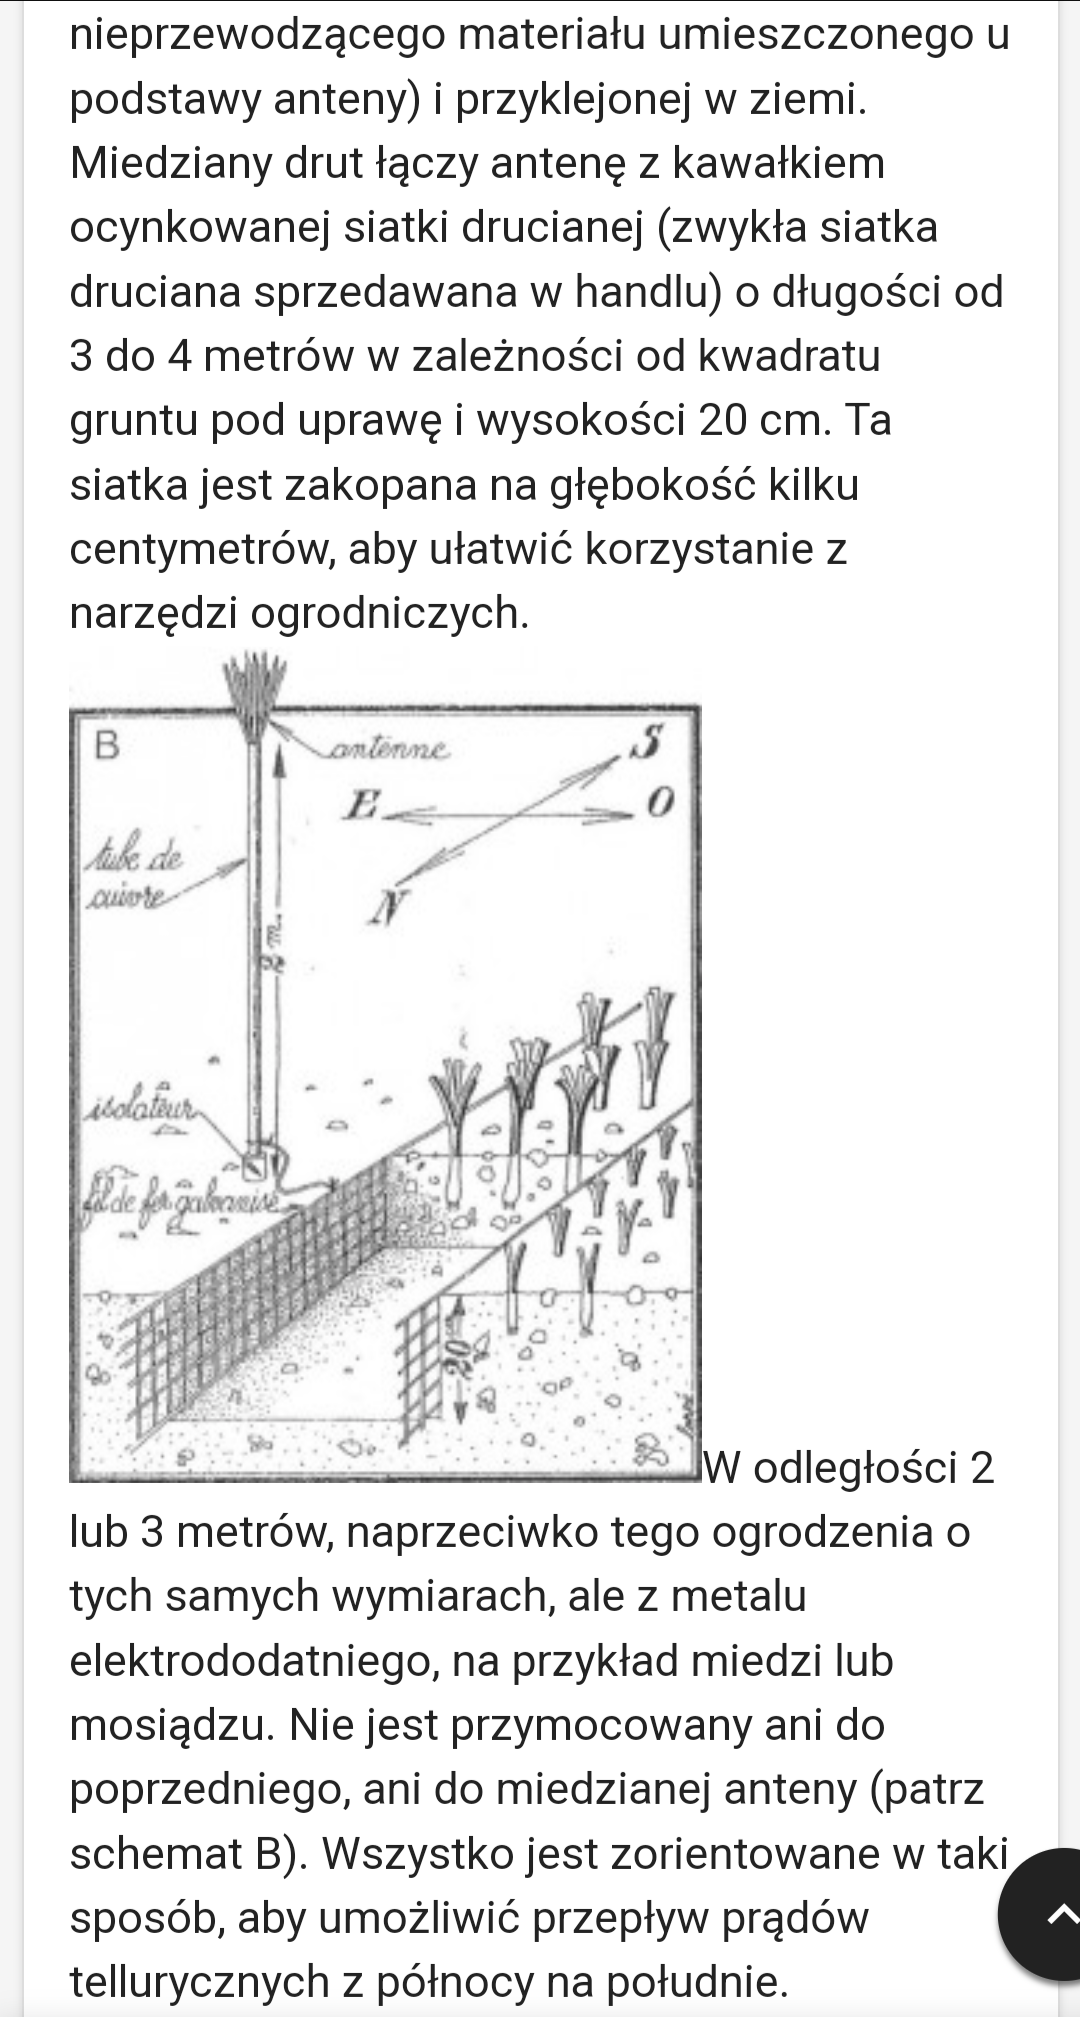 nieprzewodzącego materiału umieszczonego u
podstawy anteny) i przyklejonej w ziemi.
Miedziany drut łączy antenę z kawałkiem
ocynkowanej siatki drucianej (zwykła siatka
druciana sprzedawana w handlu) o długości od
3 do 4 metrów w zależności od kwadratu
gruntu pod uprawę i wysokości 20 cm. Ta
siatka jest zakopana na głębokość kilku
centymetrów, aby ułatwić korzystanie z
narzędzi ogrodniczych.
B
antenne
S
E
O
tube de
cuivre
N
2 m.
isolateur
fil de fer galvanisé
20
W odległości 2
lub 3 metrów, naprzeciwko tego ogrodzenia o
tych samych wymiarach, ale z metalu
elektrododatniego, na przykład miedzi lub
mosiądzu. Nie jest przymocowany ani do
poprzedniego, ani do miedzianej anteny (patrz
schemat B). Wszystko jest zorientowane w taki
sposób, aby umożliwić przepływ prądów
tellurycznych z północy na południe.